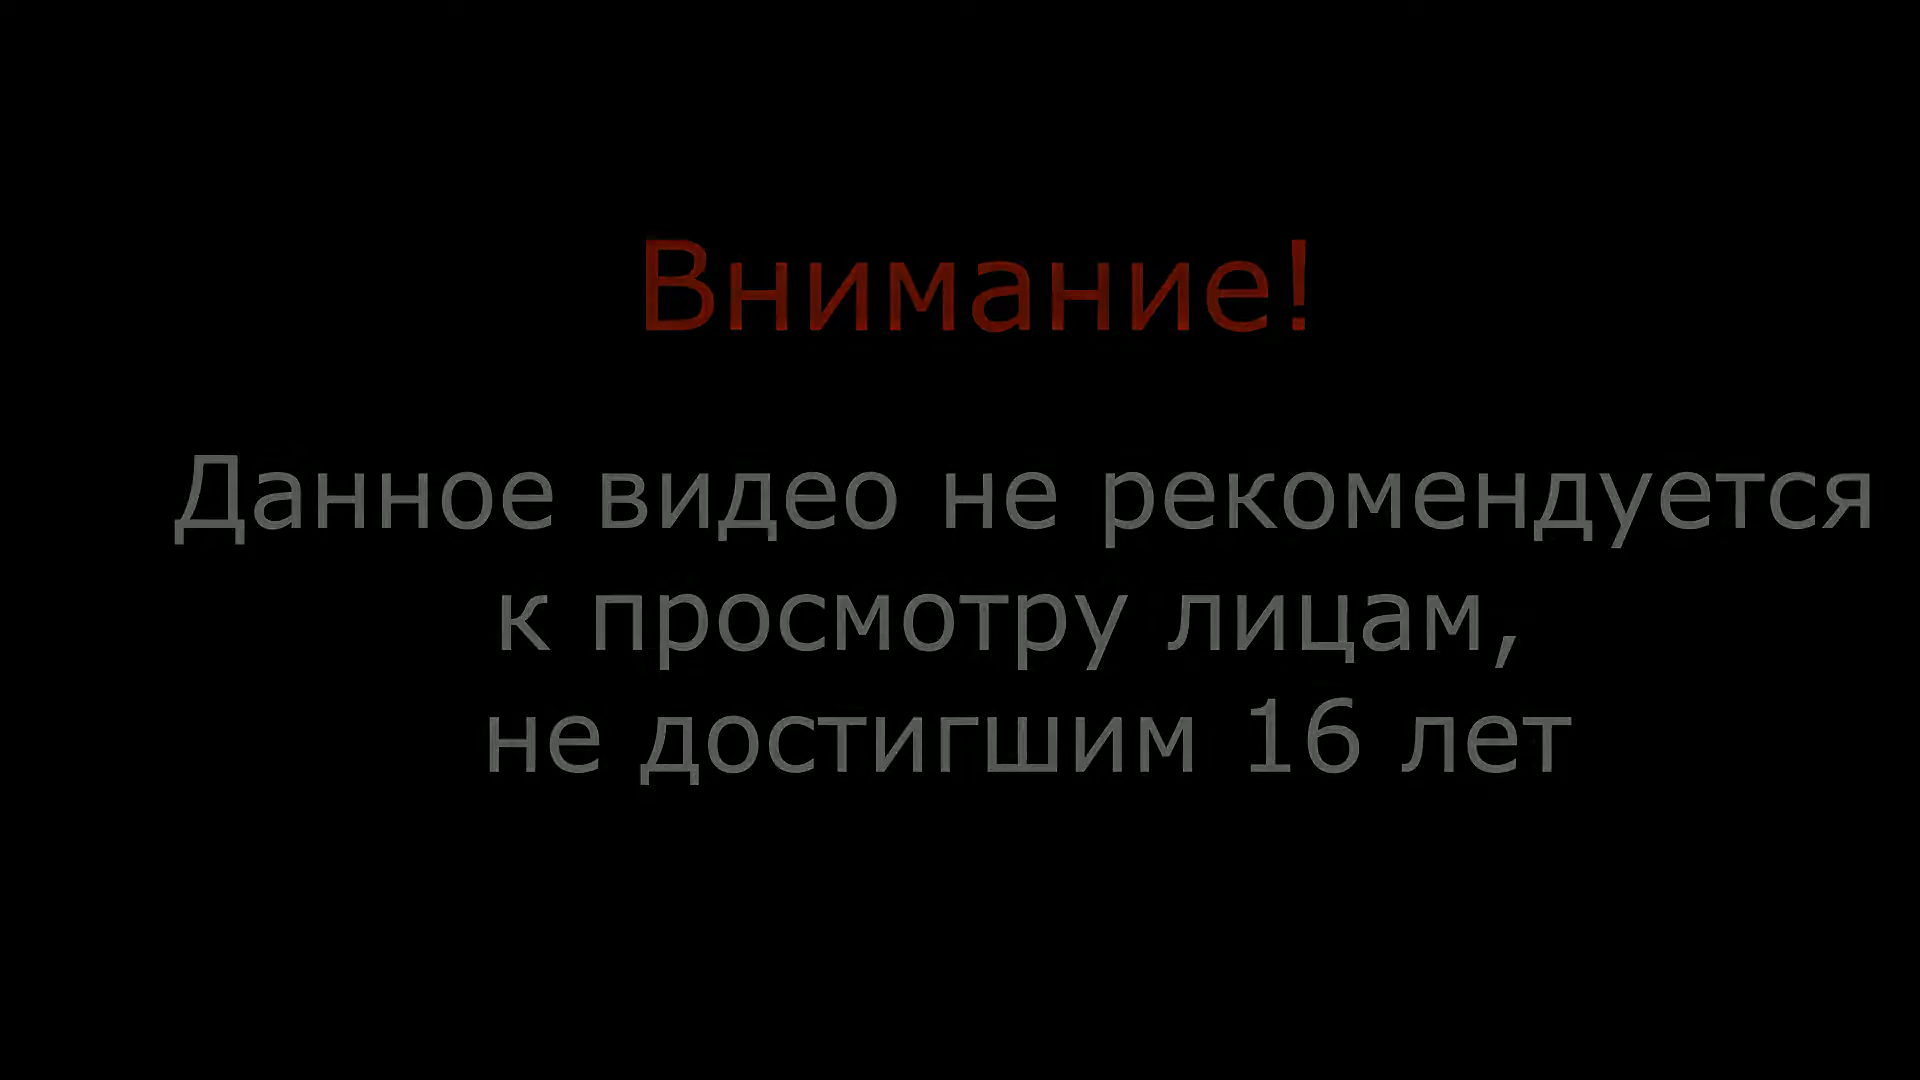 Внимание!
Данное видео не рекомендуется
к просмотру лицам,
не достигшим 16 лет